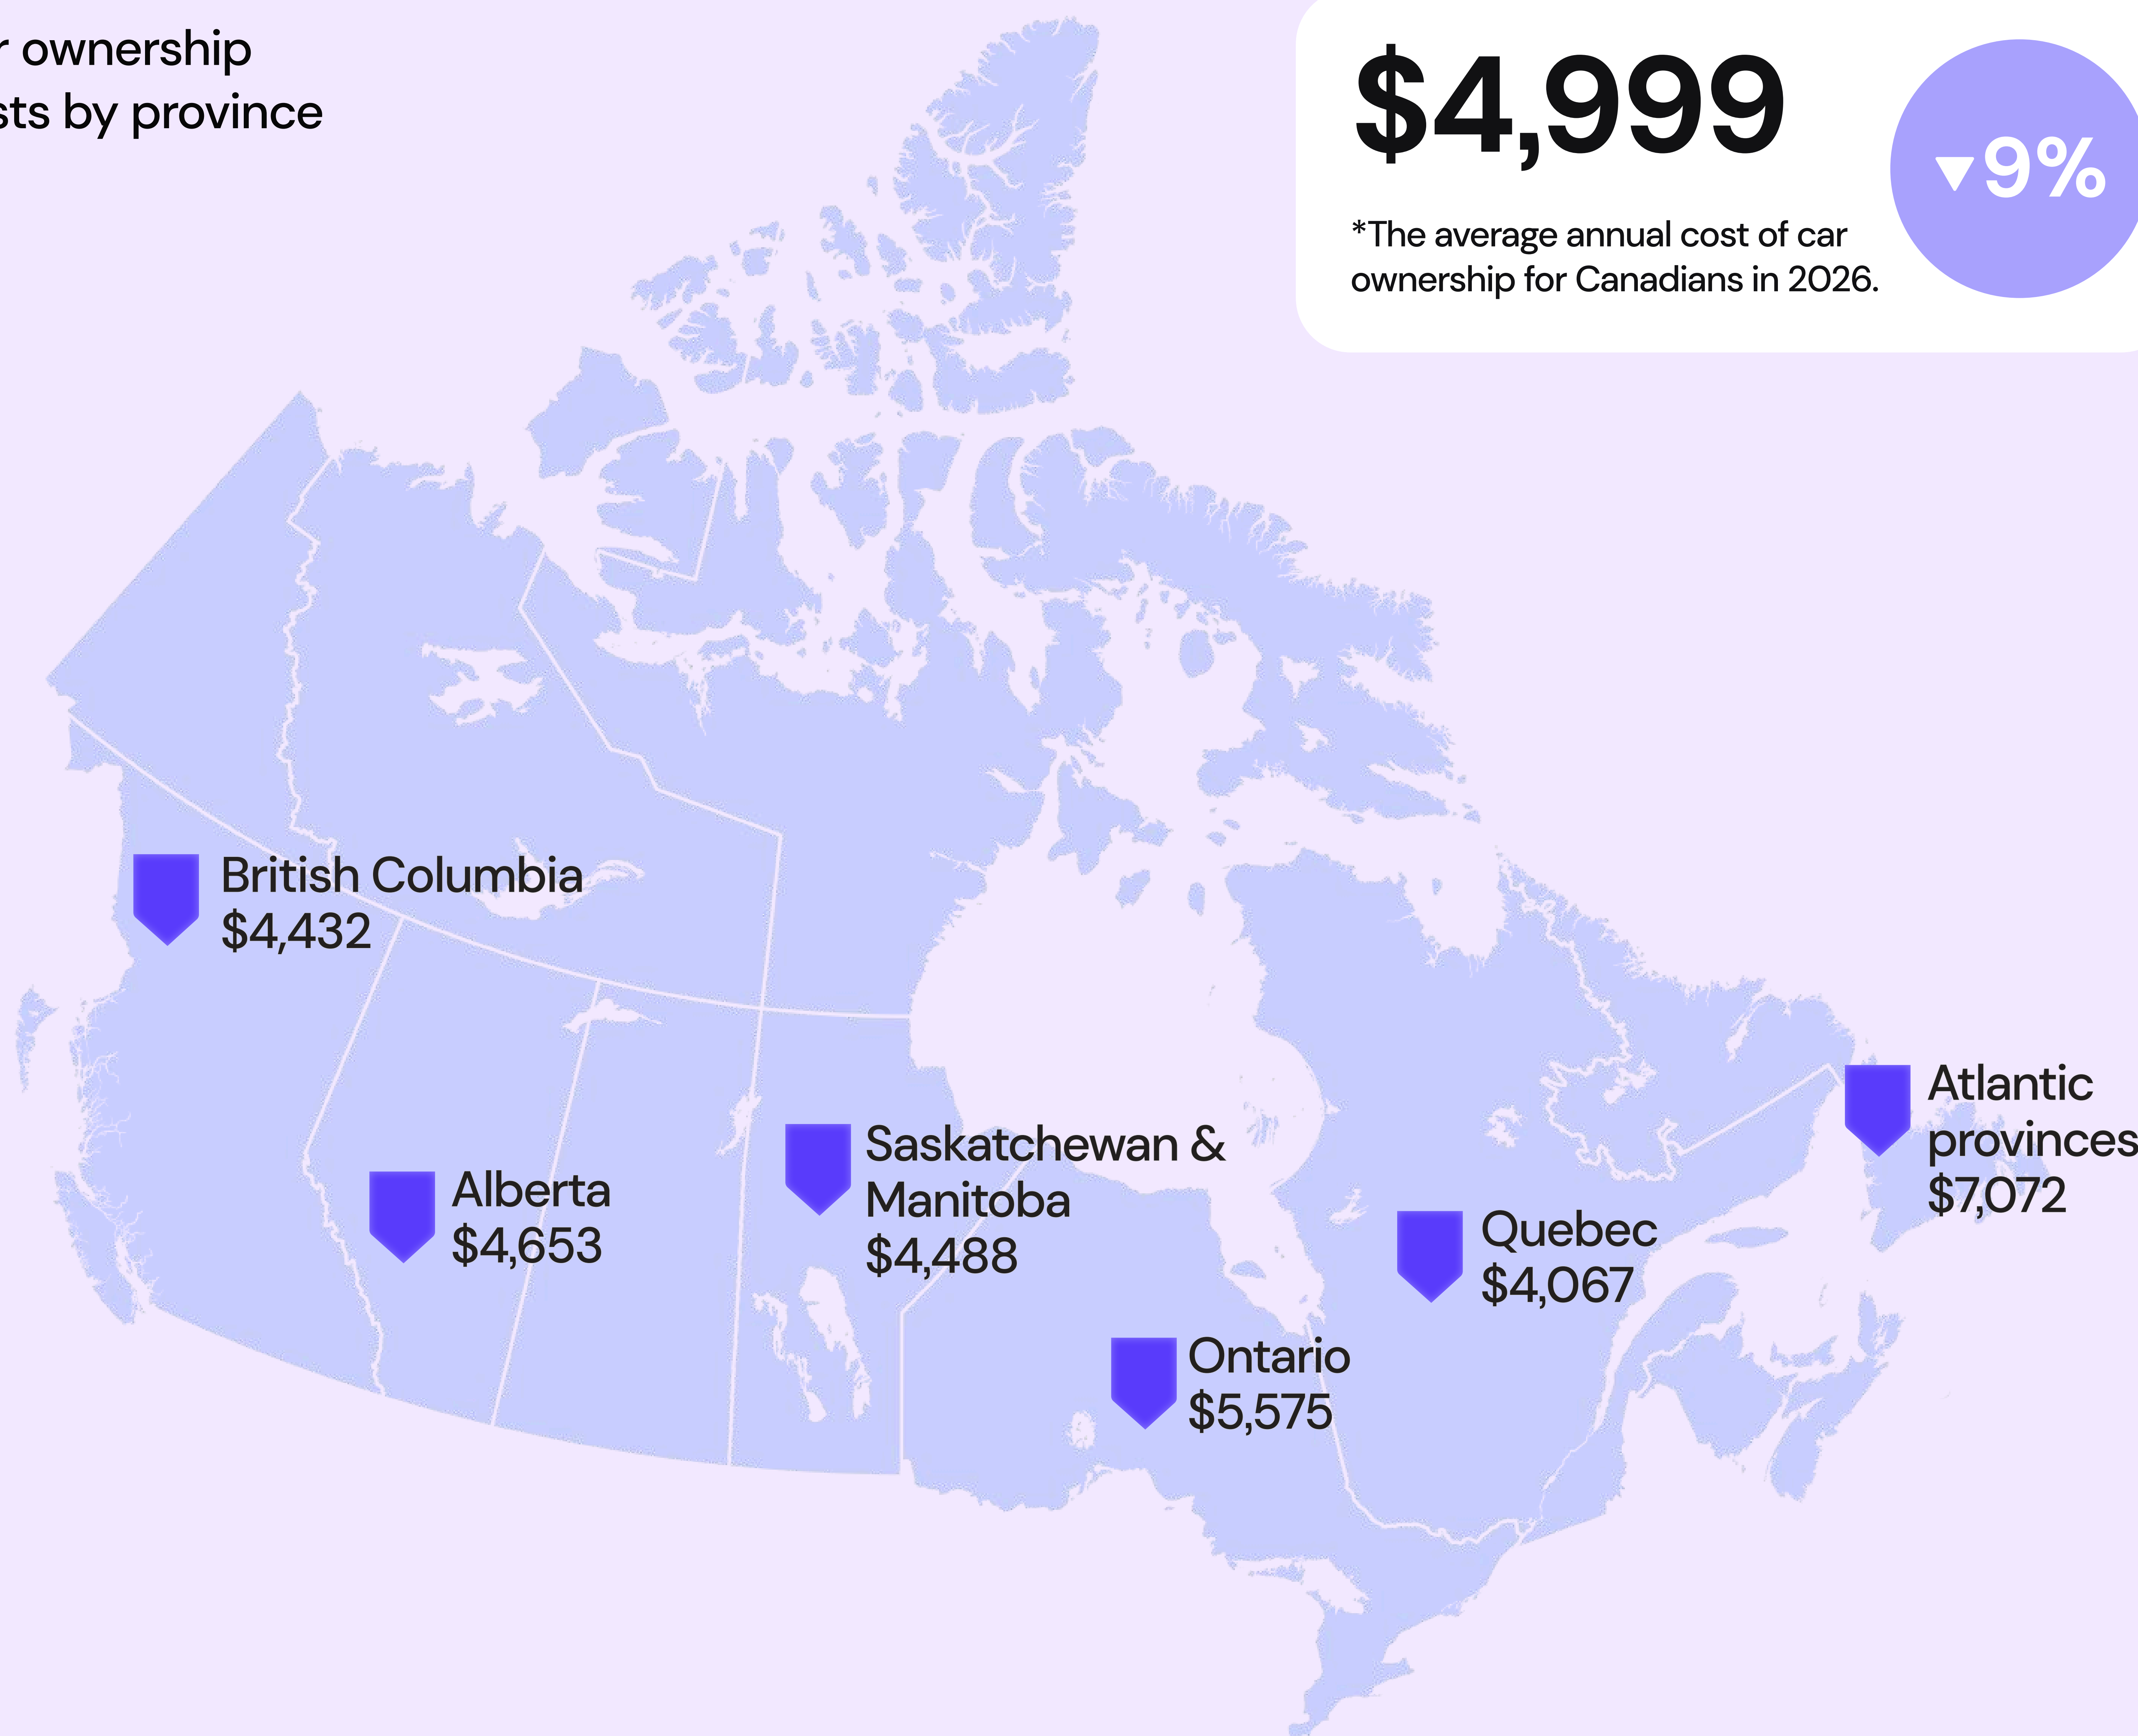 r ownership
sts by province
$4,999
▼9%
*The average annual cost of car
ownership for Canadians in 2026.
British Columbia
$4,432
Alberta
$4,653
Saskatchewan &
Manitoba
$4,488
Ontario
$5,575
Quebec
$4,067
Atlantic
provinces
$7,072